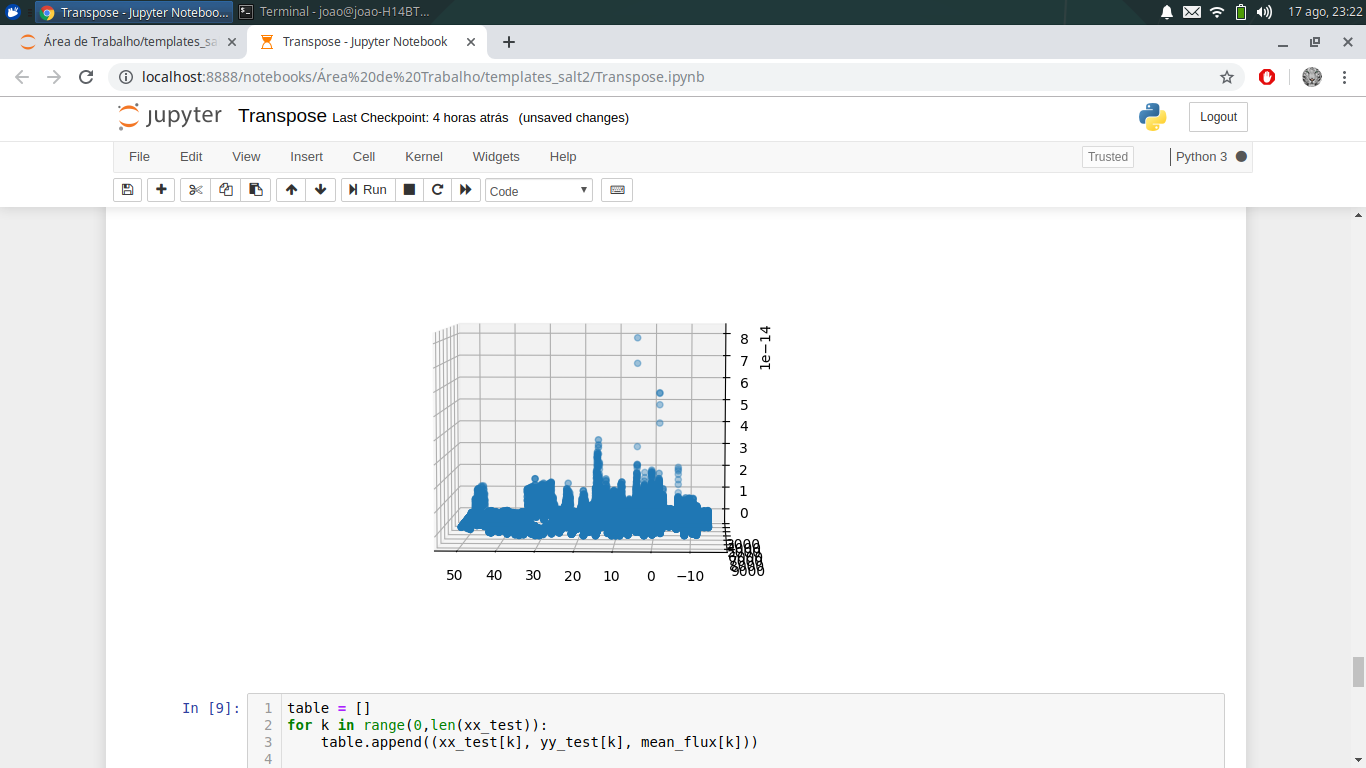 Transpose - Jupyter Noteboo...
Terminal - joao@joao-H14BT...
17 ago, 23:22
Área de Trabalho/templates_sa
Transpose - Jupyter Notebook
localhost:8888/notebooks/Área%20de%20Trabalho/templates_salt2/Transpose.ipynb
jupyter
Transpose Last Checkpoint: 4 horas atrás (unsaved changes)
Logout
File Edit View Insert Cell Kernel Widgets Help
Trusted
Python 3
Run
Code
1e−14
8
7
6
5
4
3
2
1
0
9000
50 40 30 20 10 0 −10
In [9]:
1 table = []
2 for k in range(0,len(xx_test)):
3 table.append((xx_test[k], yy_test[k], mean_flux[k]))
4